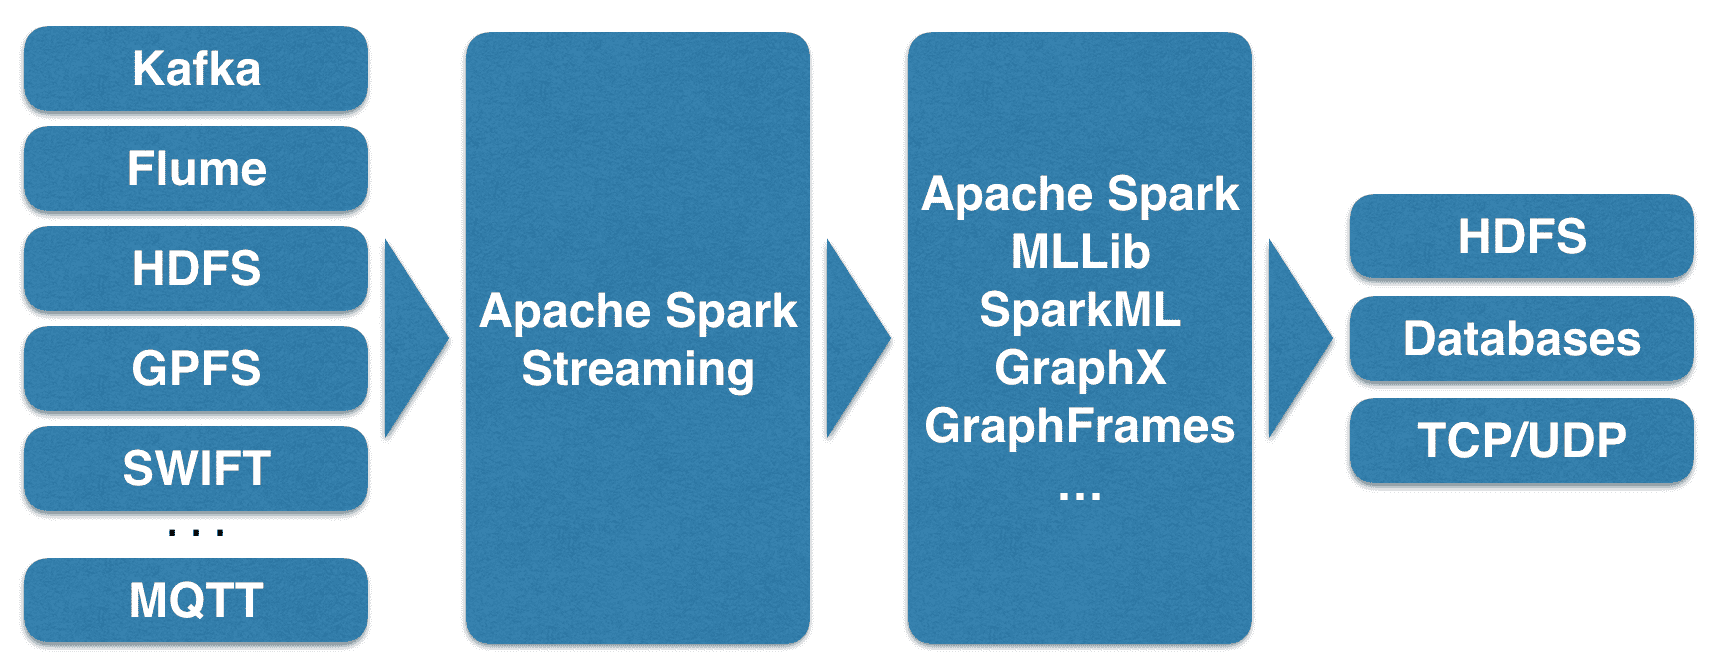 Kafka
Flume
HDFS
GPFS
SWIFT
...
MQTT
Apache Spark
Streaming
Apache Spark
MLLib
SparkML
GraphX
GraphFrames
...
HDFS
Databases
TCP/UDP